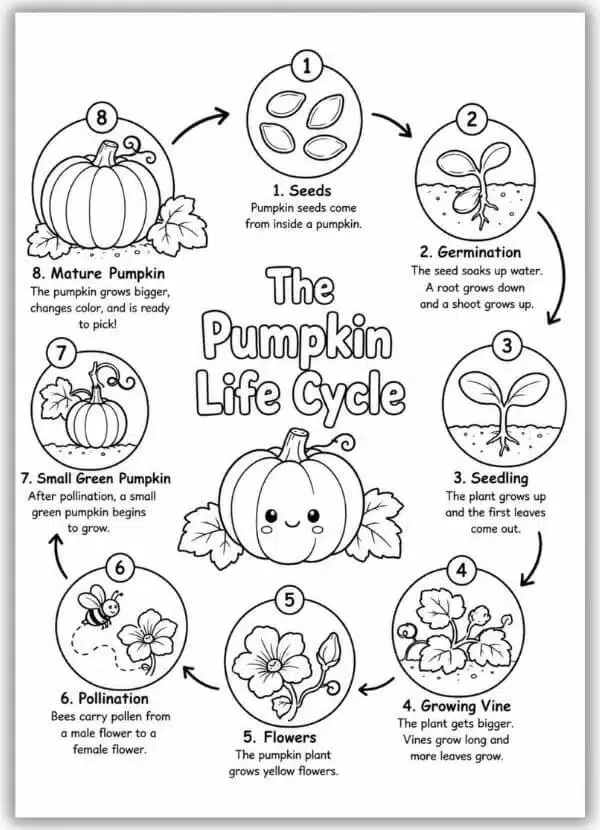 The
Pumpkin
Life Cycle
1
1. Seeds
Pumpkin seeds come
from inside a pumpkin.
2
2. Germination
The seed soaks up water.
A root grows down
and a shoot grows up.
3
3. Seedling
The plant grows up
and the first leaves
come out.
4
4. Growing Vine
The plant gets bigger.
Vines grow long and
more leaves grow.
5
5. Flowers
The pumpkin plant
grows yellow flowers.
6
6. Pollination
Bees carry pollen from
a male flower to a
female flower.
7
7. Small Green Pumpkin
After pollination, a small
green pumpkin begins
to grow.
8
8. Mature Pumpkin
The pumpkin grows bigger,
changes color, and is ready
to pick!